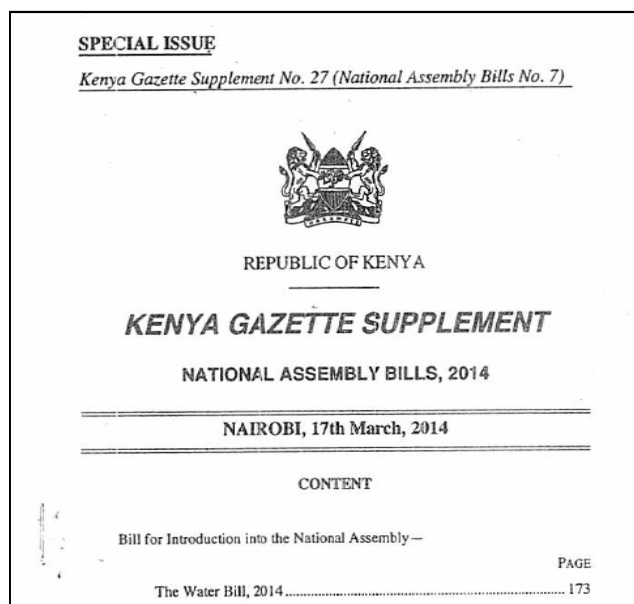 SPECIAL ISSUE
Kenya Gazette Supplement No. 27 (National Assembly Bills No. 7)
HARAMBEE
REPUBLIC OF KENYA
KENYA GAZETTE SUPPLEMENT
NATIONAL ASSEMBLY BILLS, 2014
NAIROBI, 17th March, 2014
CONTENT
Bill for Introduction into the National Assembly—
PAGE
The Water Bill, 2014 ........................................................................ 173